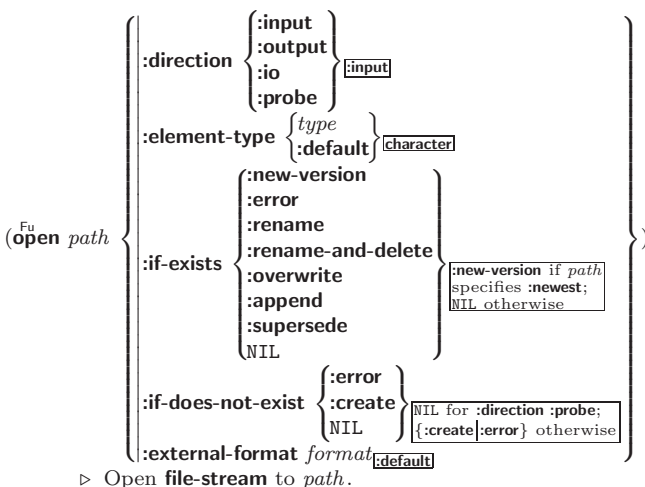 :input
:output
:direction
:io
:input
:probe
:element-type
type
:default
character
:new-version
:error
:rename
:rename-and-delete
Fu
(open path
)
:if-exists
:overwrite
:append
:supersede
NIL
:new-version if path
specifies :newest;
NIL otherwise
:error
:if-does-not-exist
:create
NIL
NIL for :direction :probe;
{:create|:error} otherwise
:external-format format :default
▷ Open file-stream to path.